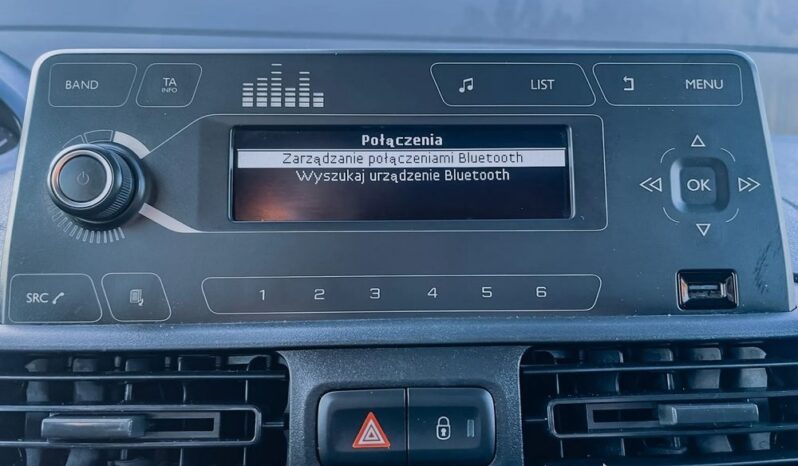 BAND
TA
INFO
LIST
MENU
Połączenia
Zarządzanie połączeniami Bluetooth
Wyszukaj urządzenie Bluetooth
OK
SRC
1 2 3 4 5 6